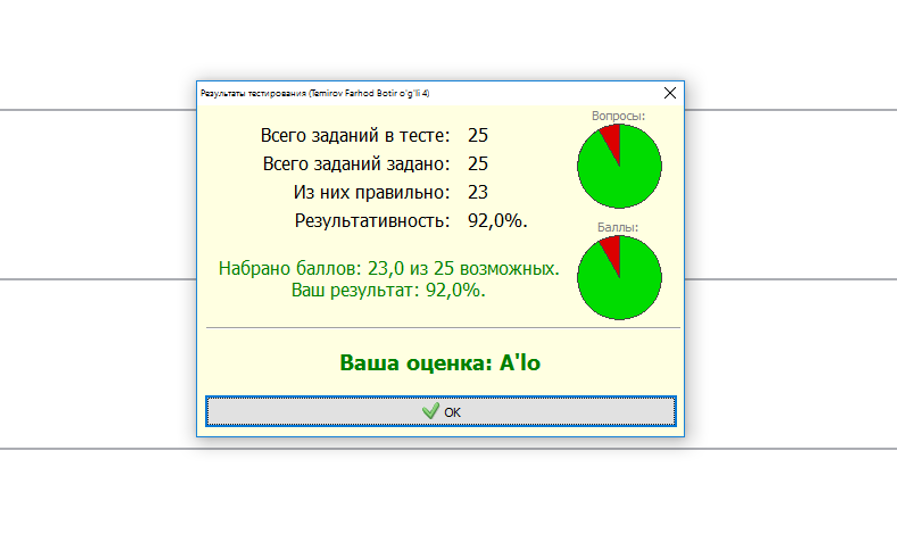 Результаты тестирования (Temirov Farhod Botir o'g'li 4)
Вопросы:
Всего заданий в тесте: 25
Всего заданий задано: 25
Из них правильно: 23
Результативность: 92,0%.
Баллы:
Набрано баллов: 23,0 из 25 возможных.
Ваш результат: 92,0%.
Ваша оценка: A'lo
OK